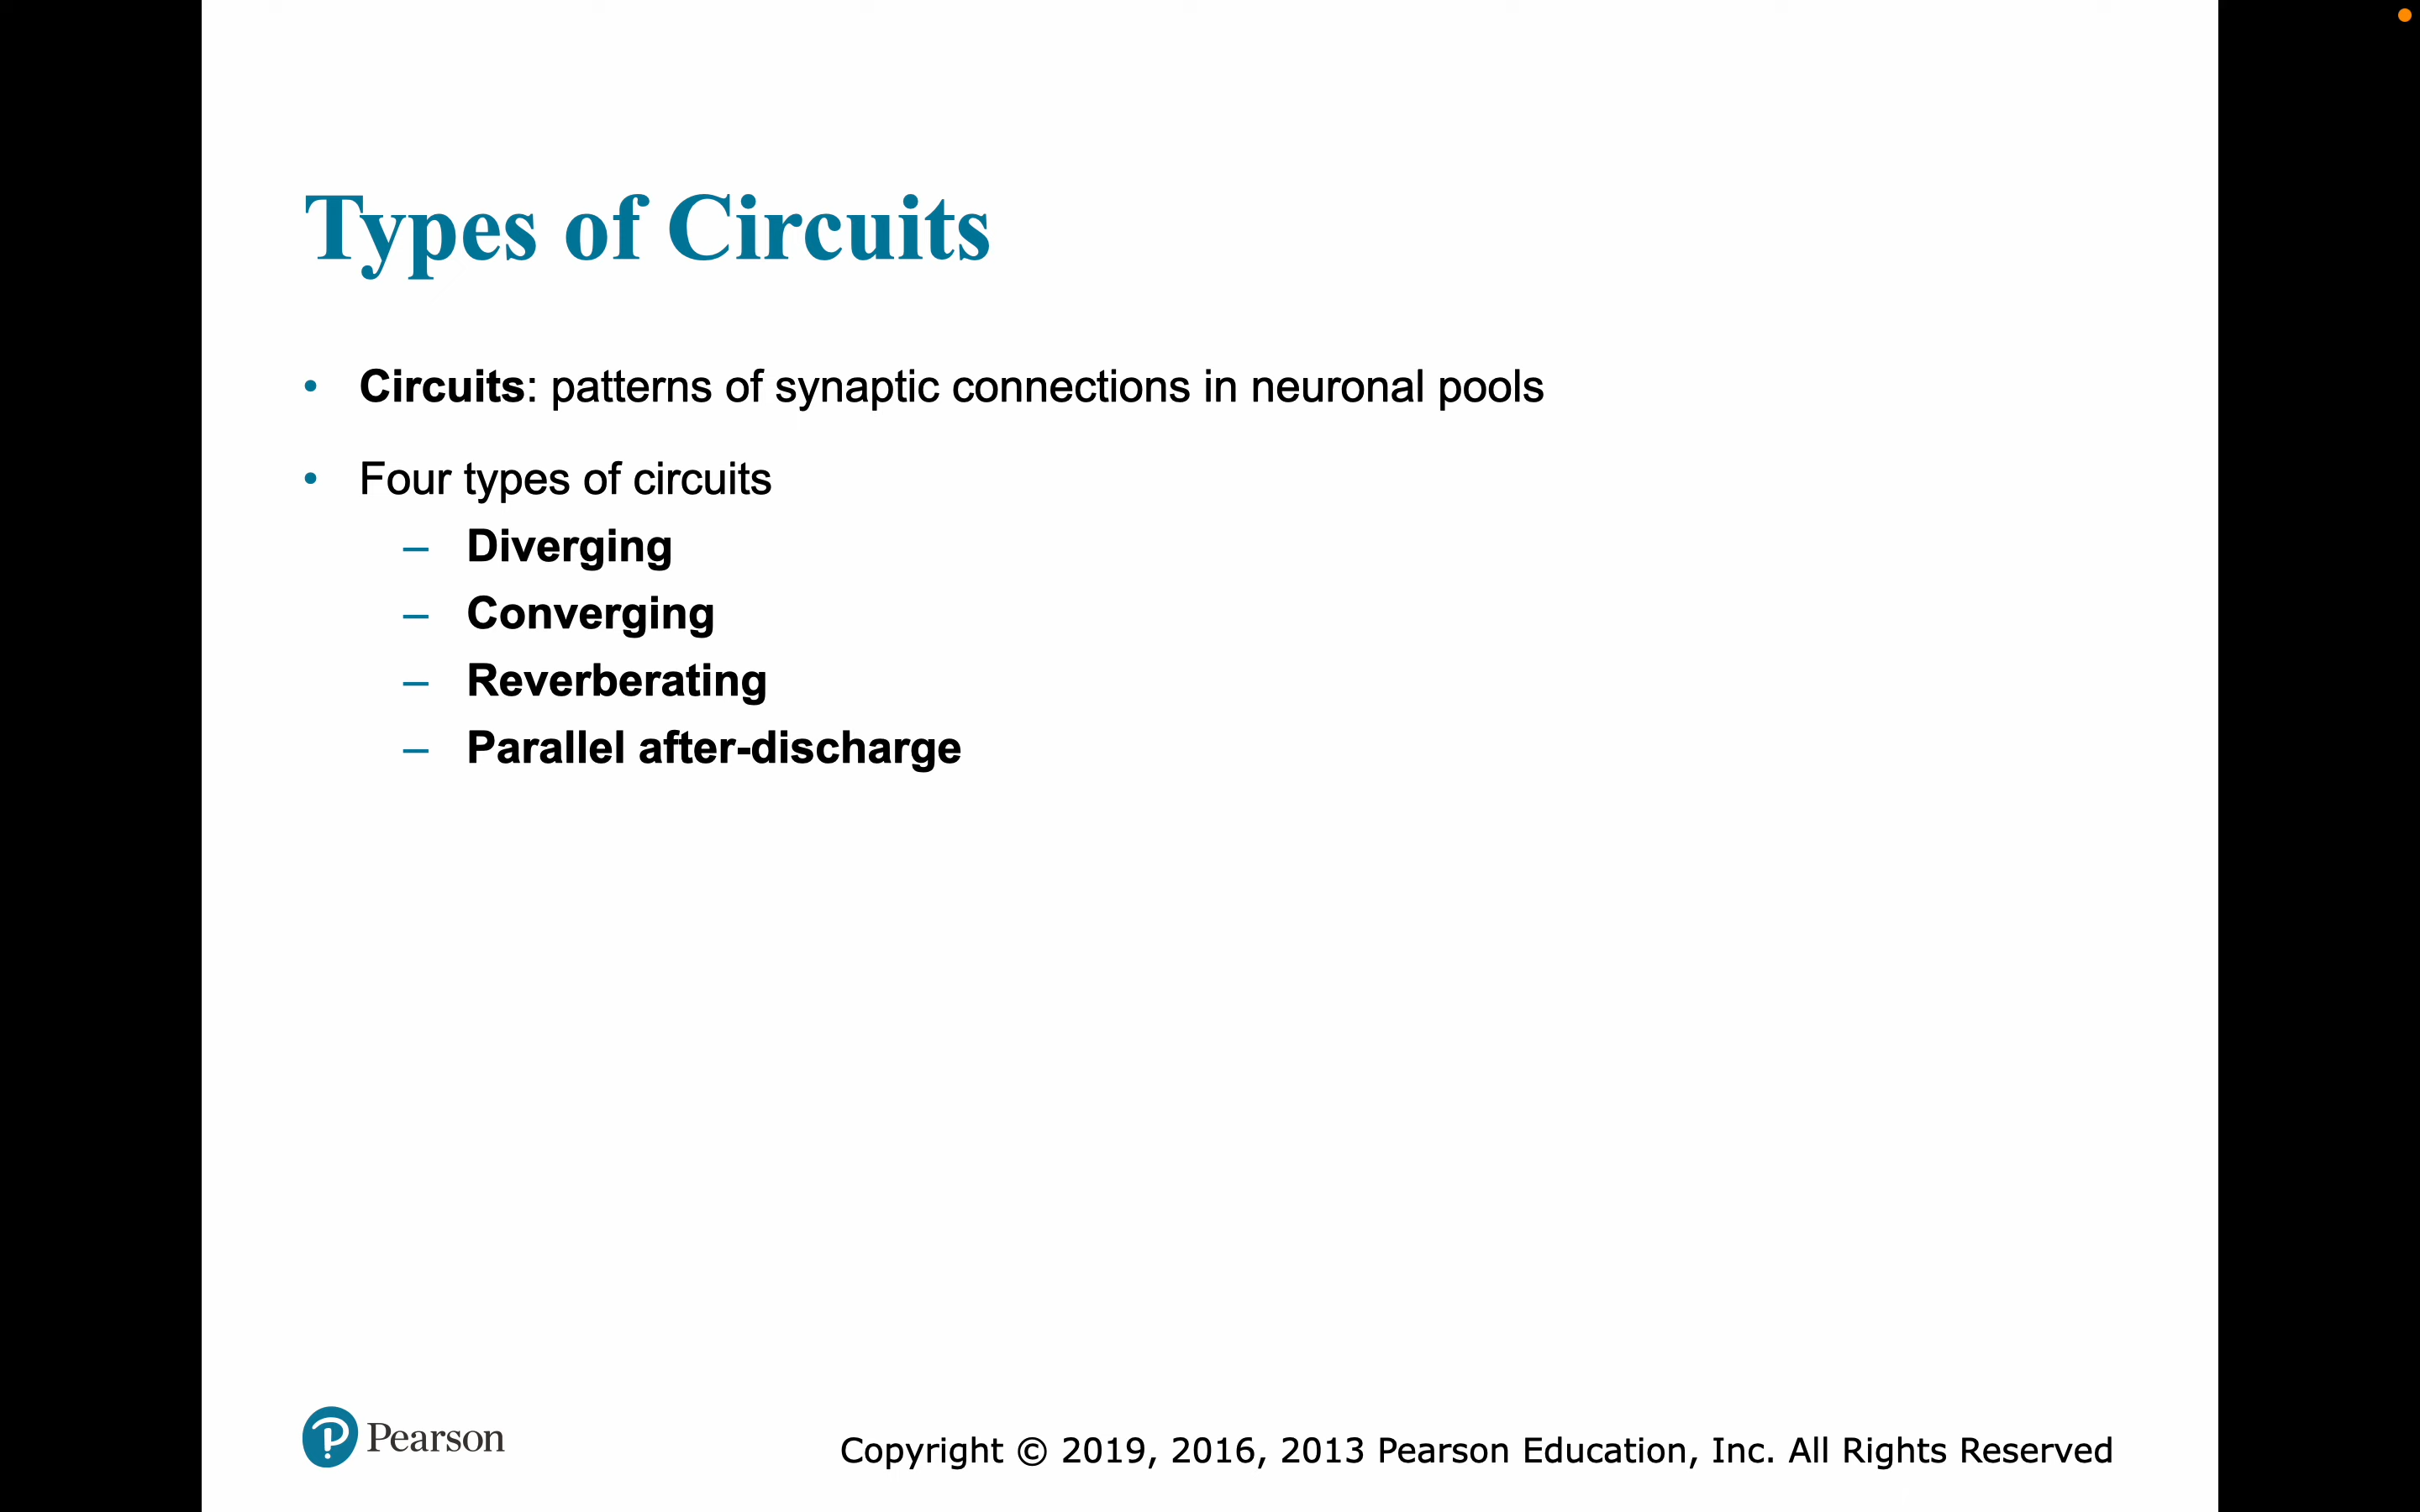 Types of Circuits
• Circuits: patterns of synaptic connections in neuronal pools
• Four types of circuits
– Diverging
– Converging
– Reverberating
– Parallel after-discharge
Pearson
Copyright © 2019, 2016, 2013 Pearson Education, Inc. All Rights Reserved